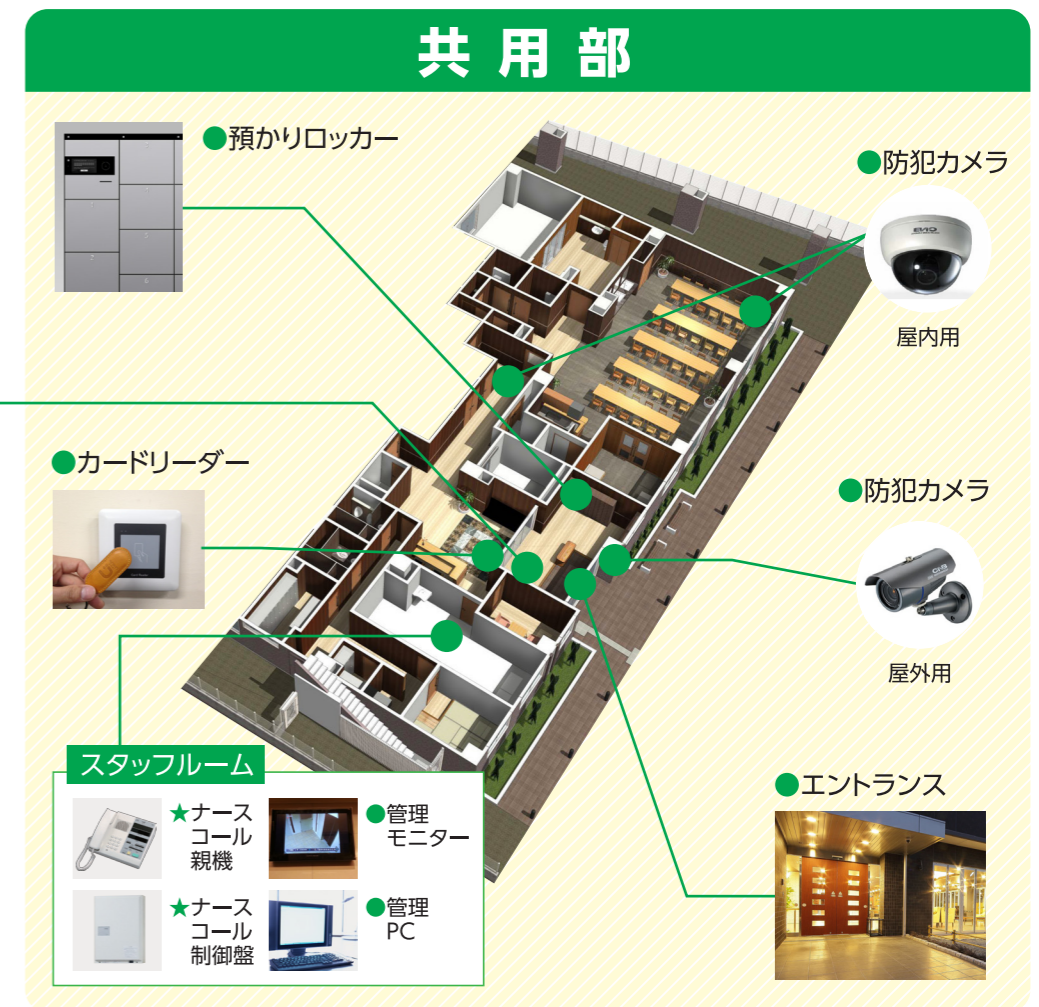 共用部
●預かりロッカー
●防犯カメラ
屋内用
●カードリーダー
●防犯カメラ
屋外用
スタッフルーム
★ナース
コール
親機
●管理
モニター
★ナース
コール
制御盤
●管理
PC
●エントランス